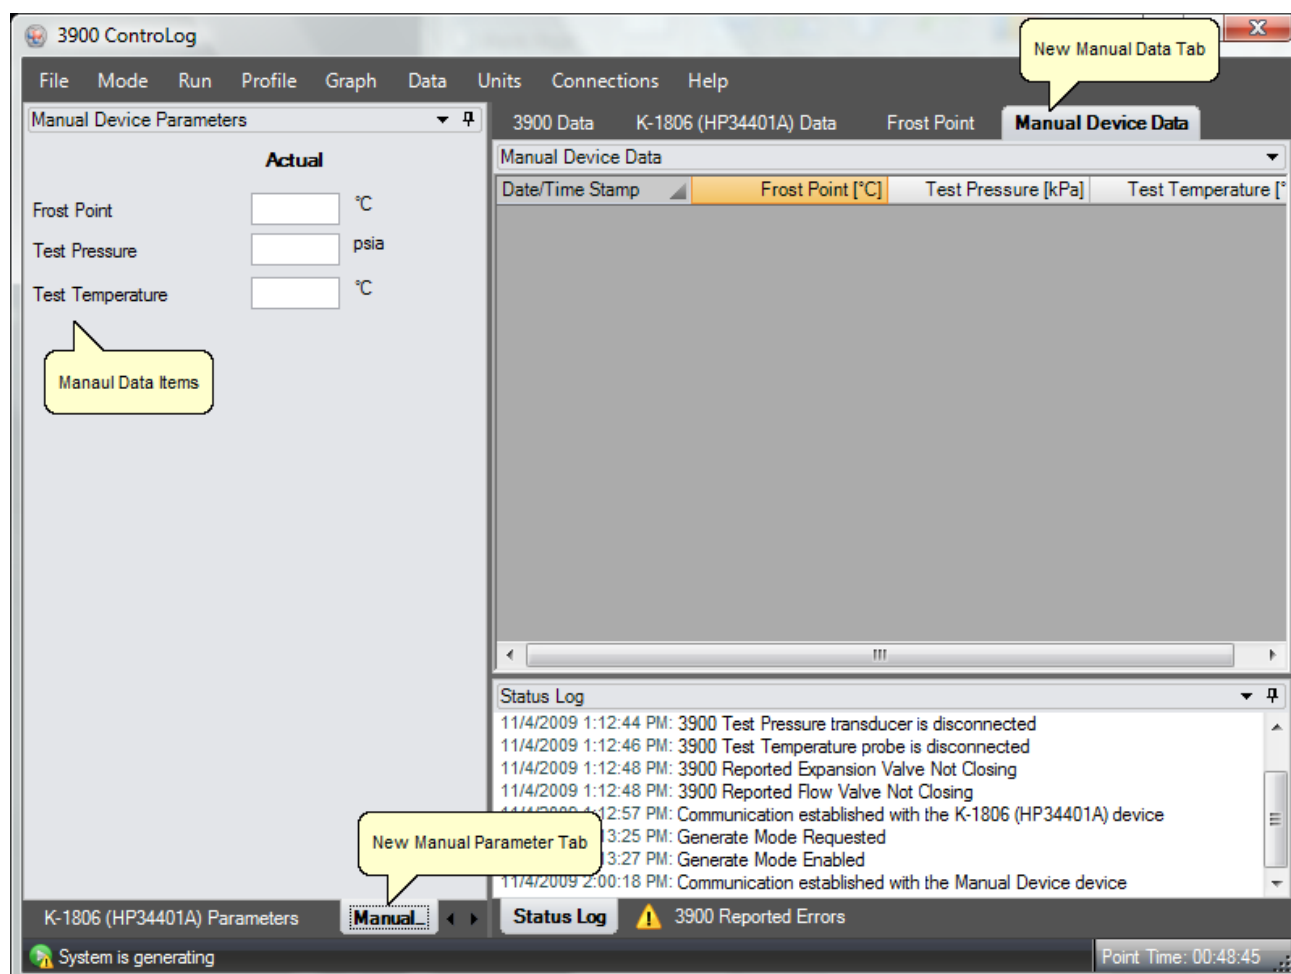 3900 ControLog
New Manual Data Tab
File Mode Run Profile Graph Data Units Connections Help
Manual Device Parameters
3900 Data K-1806 (HP34401A) Data Frost Point Manual Device Data
Actual
Manual Device Data
Date/Time Stamp Frost Point [°C] Test Pressure [kPa] Test Temperature [°
Frost Point °C
Test Pressure psia
Test Temperature °C
Manaul Data Items
Status Log
11/4/2009 1:12:44 PM: 3900 Test Pressure transducer is disconnected
11/4/2009 1:12:46 PM: 3900 Test Temperature probe is disconnected
11/4/2009 1:12:48 PM: 3900 Reported Expansion Valve Not Closing
11/4/2009 1:12:48 PM: 3900 Reported Flow Valve Not Closing
12:57 PM: Communication established with the K-1806 (HP34401A) device
3:25 PM: Generate Mode Requested
3:27 PM: Generate Mode Enabled
11/4/2009 2:00:18 PM: Communication established with the Manual Device device
New Manual Parameter Tab
K-1806 (HP34401A) Parameters Manual_
Status Log 3900 Reported Errors
System is generating
Point Time: 00:48:45